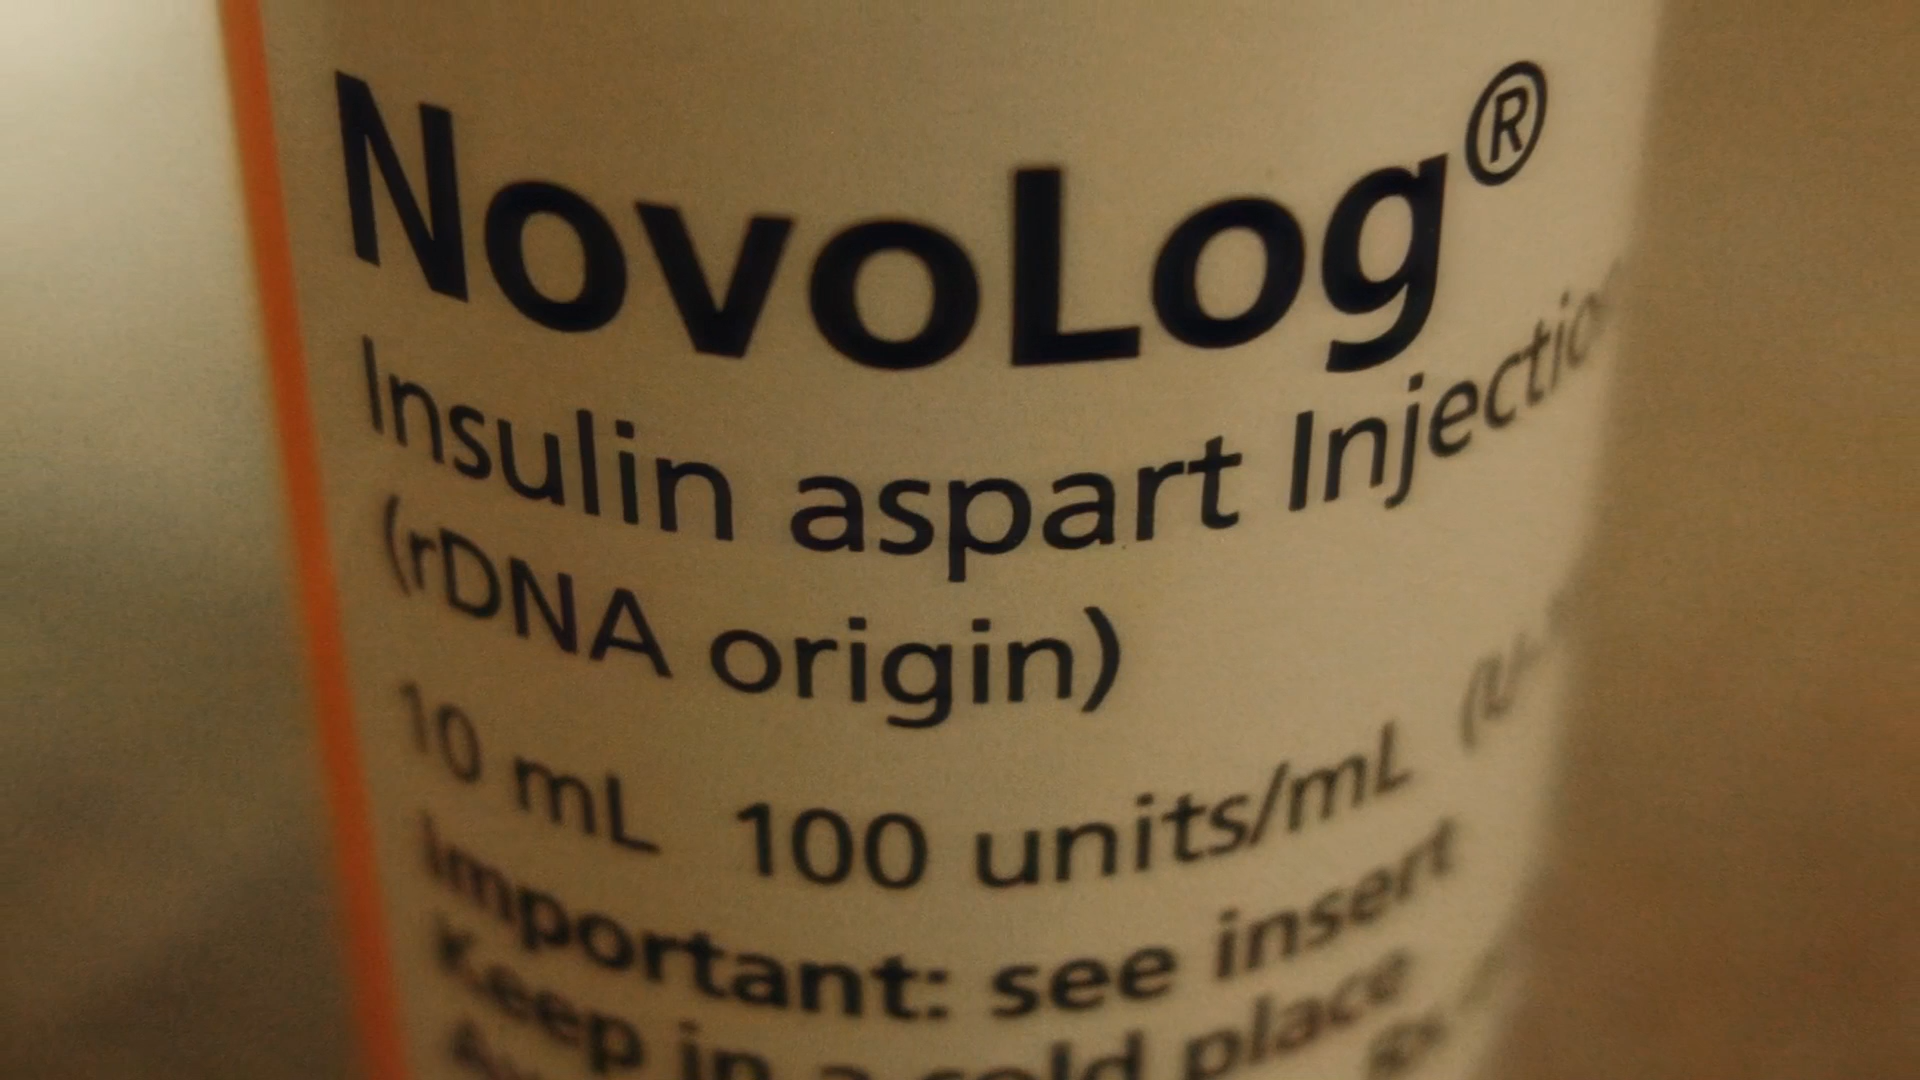 NovoLog®
Insulin aspart Injectio
(rDNA origin)
10 mL 100 units/mL (U-
Important: see insert
Keep in a cold place